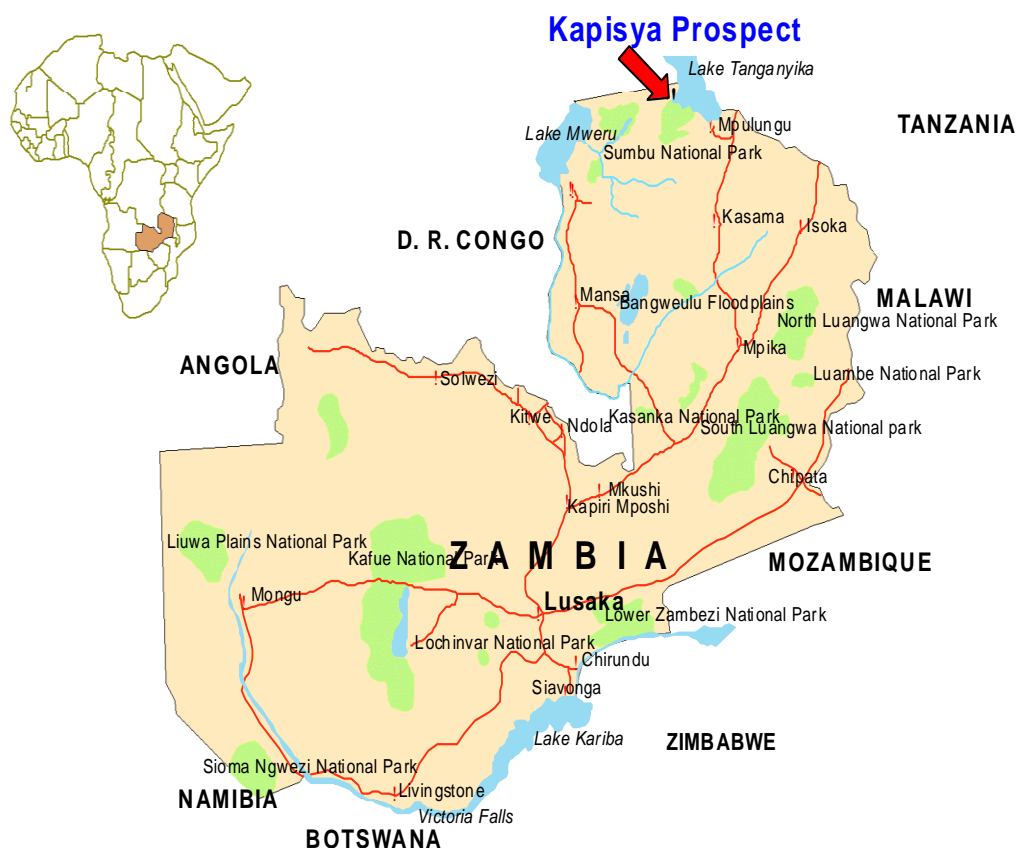 Kapisya Prospect
Lake Tanganyika
Lake Mweru
Mpulungu
TANZANIA
Sumbu National Park
Kasama
Isoka
D. R. CONGO
Mansa
Bangweulu Floodplains
MALAWI
North Luangwa National Park
Mpika
ANGOLA
Solwezi
Luambe National Park
Kitwe
Ndola
Kasanka National Park
South Luangwa National park
Chipata
Mkushi
Kapiri Mposhi
Liuwa Plains National Park
Kafue National Park
ZAMBIA
MOZAMBIQUE
Mongu
Lusaka
Lower Zambezi National Park
Lochinvar National Park
Chirundu
Siavonga
Lake Kariba
ZIMBABWE
Sioma Ngwezi National Park
NAMIBIA
Livingstone
Victoria Falls
BOTSWANA